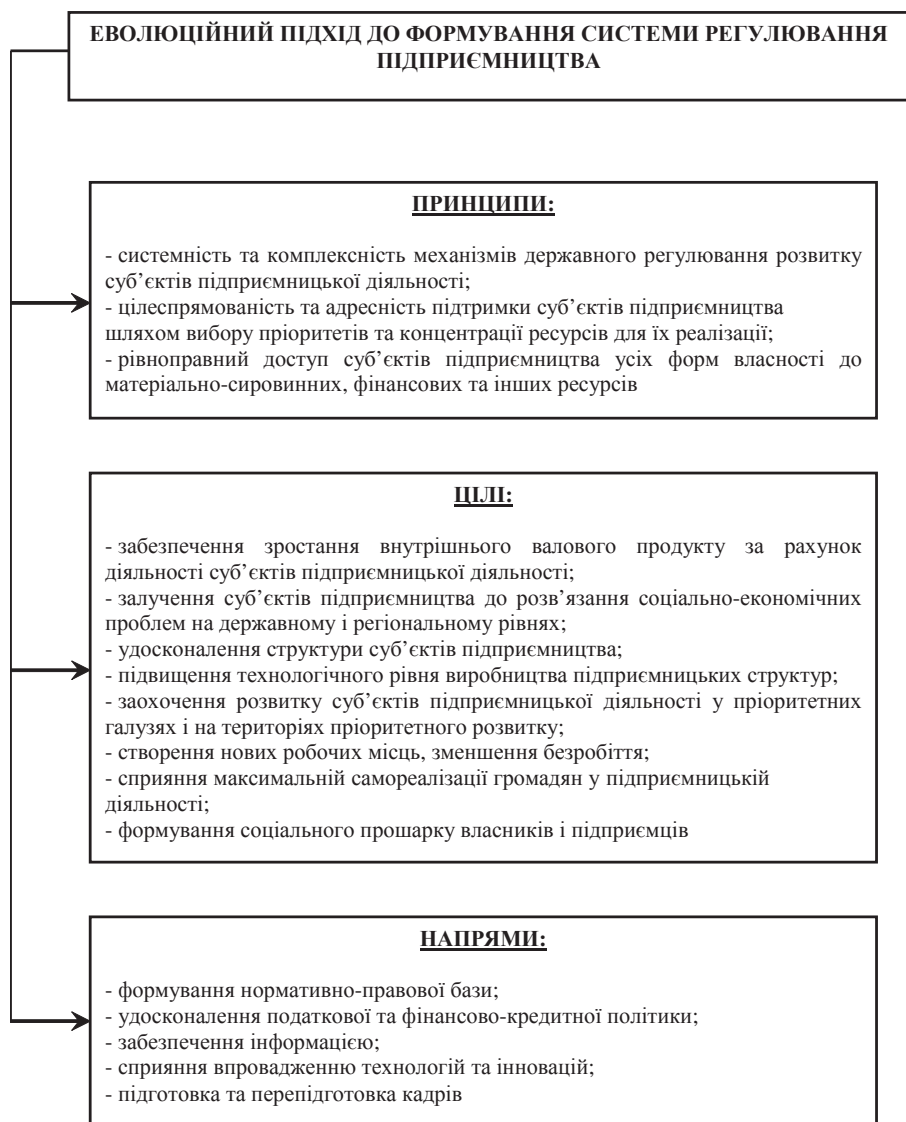 ЕВОЛЮЦІЙНИЙ ПІДХІД ДО ФОРМУВАННЯ СИСТЕМИ РЕГУЛЮВАННЯ
ПІДПРИЄМНИЦТВА
ПРИНЦИПИ:
- системність та комплексність механізмів державного регулювання розвитку
суб’єктів підприємницької діяльності;
- цілеспрямованість та адресність підтримки суб’єктів підприємництва
шляхом вибору пріоритетів та концентрації ресурсів для їх реалізації;
- рівноправний доступ суб’єктів підприємництва усіх форм власності до
матеріально-сировинних, фінансових та інших ресурсів
ЦІЛІ:
- забезпечення зростання внутрішнього валового продукту за рахунок
діяльності суб’єктів підприємницької діяльності;
- залучення суб’єктів підприємництва до розв’язання соціально-економічних
проблем на державному і регіональному рівнях;
- удосконалення структури суб’єктів підприємництва;
- підвищення технологічного рівня виробництва підприємницьких структур;
- заохочення розвитку суб’єктів підприємницької діяльності у пріоритетних
галузях і на територіях пріоритетного розвитку;
- створення нових робочих місць, зменшення безробіття;
- сприяння максимальній самореалізації громадян у підприємницькій
діяльності;
- формування соціального прошарку власників і підприємців
НАПРЯМИ:
- формування нормативно-правової бази;
- удосконалення податкової та фінансово-кредитної політики;
- забезпечення інформацією;
- сприяння впровадженню технологій та інновацій;
- підготовка та перепідготовка кадрів